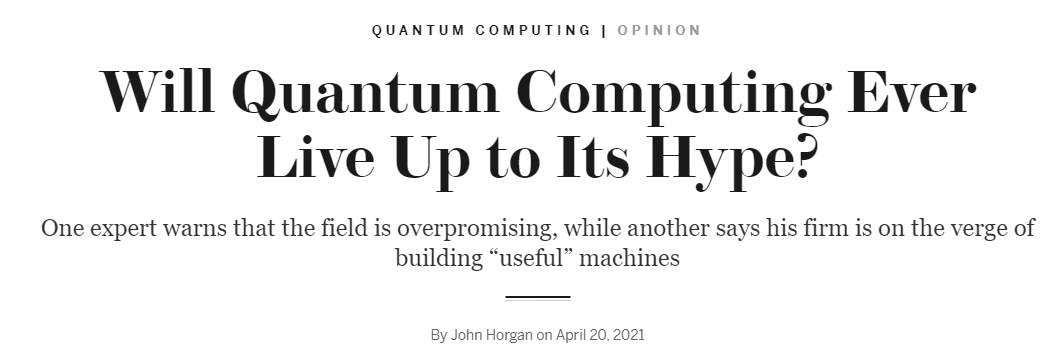 QUANTUM COMPUTING | OPINION
Will Quantum Computing Ever
Live Up to Its Hype?
One expert warns that the field is overpromising, while another says his firm is on the verge of
building “useful” machines
By John Horgan on April 20, 2021